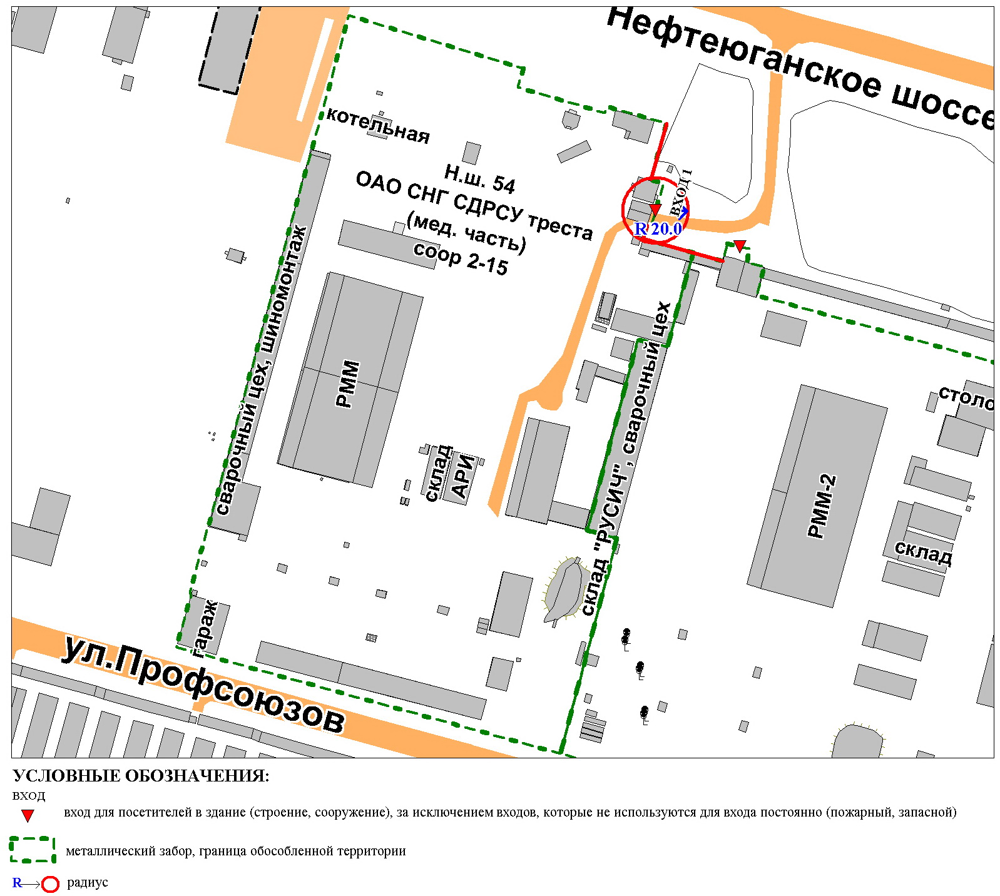 Нефтеюганское шоссе
котельная
Н.ш. 54
ОАО СНГ СДРСУ треста
(мед. часть)
соор 2-15
ВХОД 1
R 20.0
сварочный цех, шиномонтаж
РММ
склад "РУСИЧ", сварочный цех
столо
склад
АРИ
РММ-2
склад
гараж
ул.Профсоюзов
УСЛОВНЫЕ ОБОЗНАЧЕНИЯ:
ВХОД
вход для посетителей в здание (строение, сооружение), за исключением входов, которые не используются для входа постоянно (пожарный, запасной)
металлический забор, граница обособленной территории
R
радиус